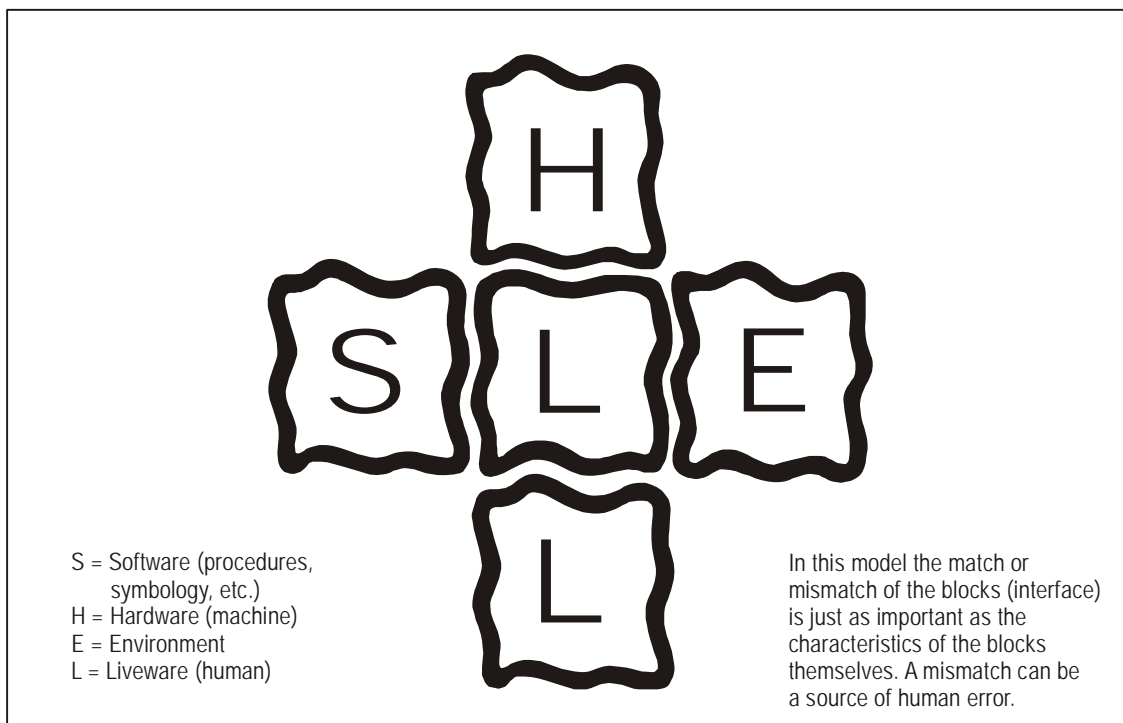 H
S L E
L
S = Software (procedures,
symbology, etc.)
H = Hardware (machine)
E = Environment
L = Liveware (human)
In this model the match or
mismatch of the blocks (interface)
is just as important as the
characteristics of the blocks
themselves. A mismatch can be
a source of human error.